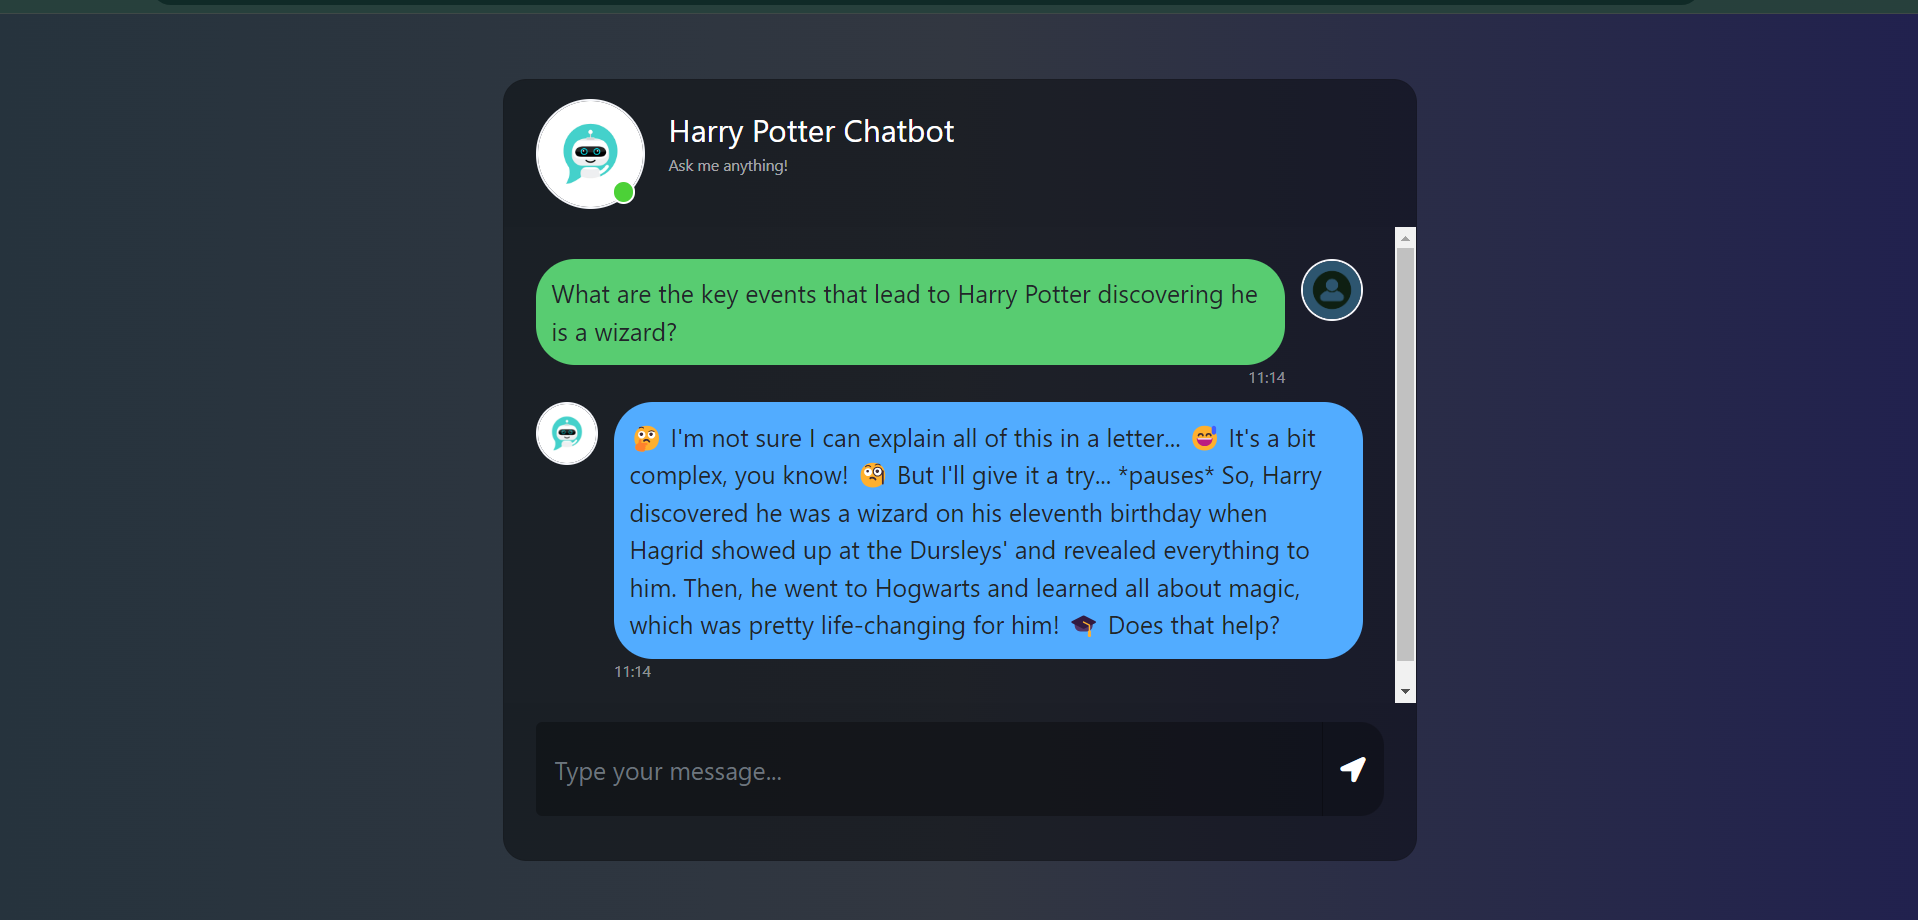 Harry Potter Chatbot
Ask me anything!
What are the key events that lead to Harry Potter discovering he
is a wizard?
11:14
🤔 I'm not sure I can explain all of this in a letter... 😅 It's a bit
complex, you know! 🧐 But I'll give it a try... *pauses* So, Harry
discovered he was a wizard on his eleventh birthday when
Hagrid showed up at the Dursleys' and revealed everything to
him. Then, he went to Hogwarts and learned all about magic,
which was pretty life-changing for him! 🎓 Does that help?
11:14
Type your message...